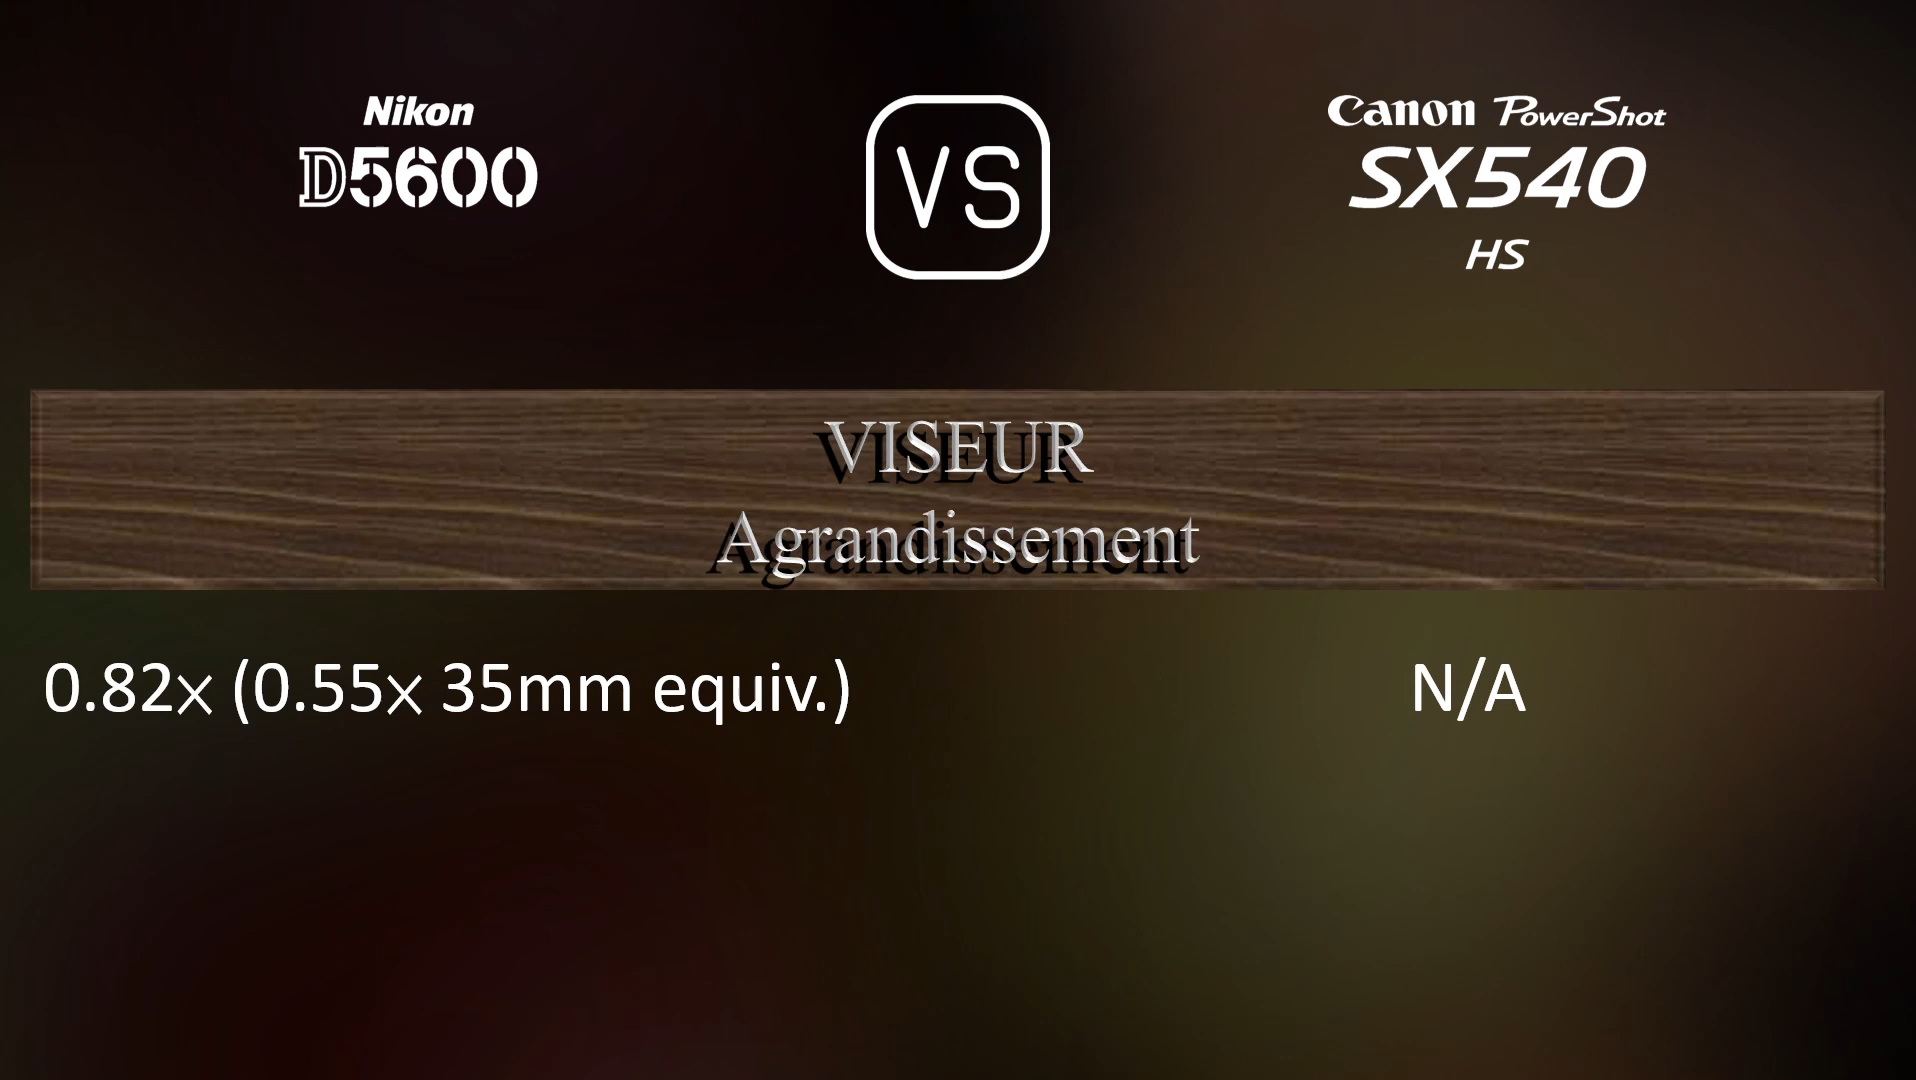 Nikon
D5600
VS
Canon PowerShot
SX540
HS
VISEUR
Agrandissement
0.82x (0.55x 35mm equiv.)
N/A